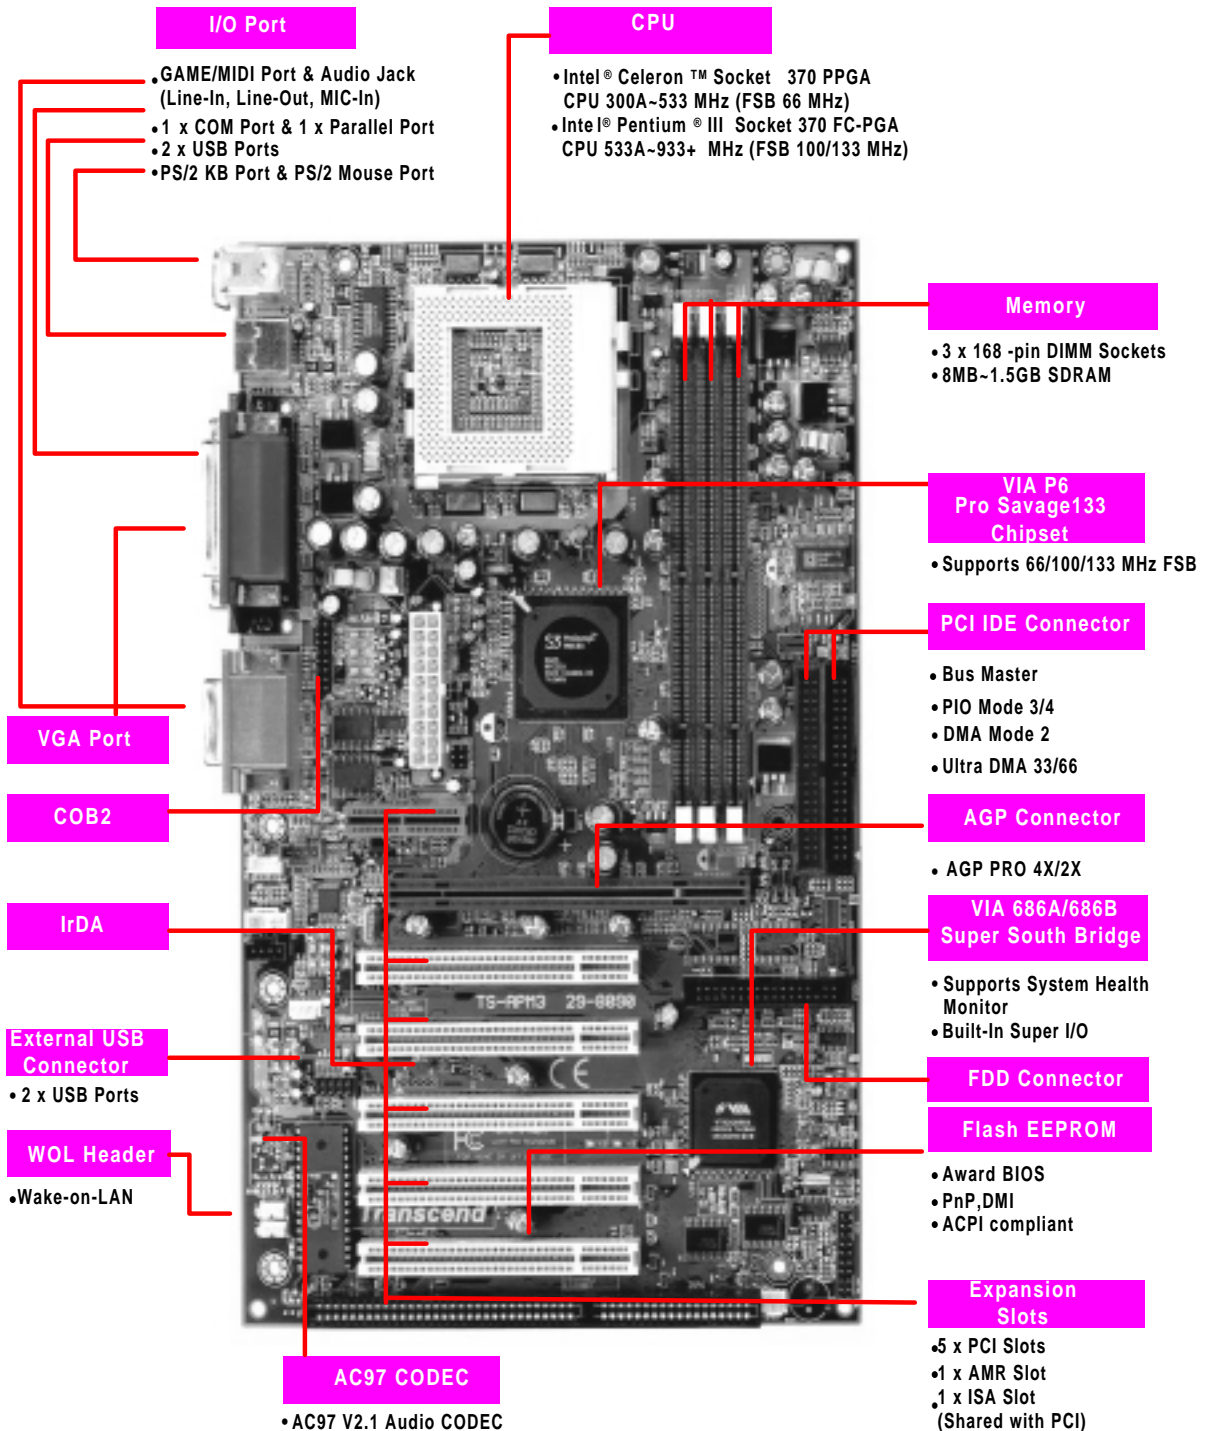 I/O Port
•GAME/MIDI Port & Audio Jack
(Line-In, Line-Out, MIC-In)
•1 x COM Port & 1 x Parallel Port
•2 x USB Ports
•PS/2 KB Port & PS/2 Mouse Port
CPU
•Intel ® Celeron ™ Socket 370 PPGA
CPU 300A~533 MHz (FSB 66 MHz)
•Intel® Pentium ® III Socket 370 FC-PGA
CPU 533A~933+ MHz (FSB 100/133 MHz)
Memory
•3 x 168 -pin DIMM Sockets
•8MB~1.5GB SDRAM
VIA P6
Pro Savage133
Chipset
•Supports 66/100/133 MHz FSB
PCI IDE Connector
•Bus Master
•PIO Mode 3/4
•DMA Mode 2
•Ultra DMA 33/66
AGP Connector
• AGP PRO 4X/2X
VIA 686A/686B
Super South Bridge
•Supports System Health
Monitor
•Built-In Super I/O
FDD Connector
Flash EEPROM
•Award BIOS
•PnP,DMI
•ACPI compliant
Expansion
Slots
•5 x PCI Slots
•1 x AMR Slot
•1 x ISA Slot
(Shared with PCI)
VGA Port
COB2
IrDA
External USB
Connector
•2 x USB Ports
WOL Header
•Wake-on-LAN
AC97 CODEC
•AC97 V2.1 Audio CODEC
S3
TS-APM3 29-8090
CE
FC
VIA
Transcend